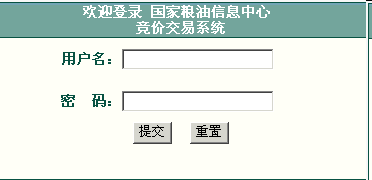 欢迎登录 国家粮油信息中心
竞价交易系统
用户名:
密 码:
提交 重置